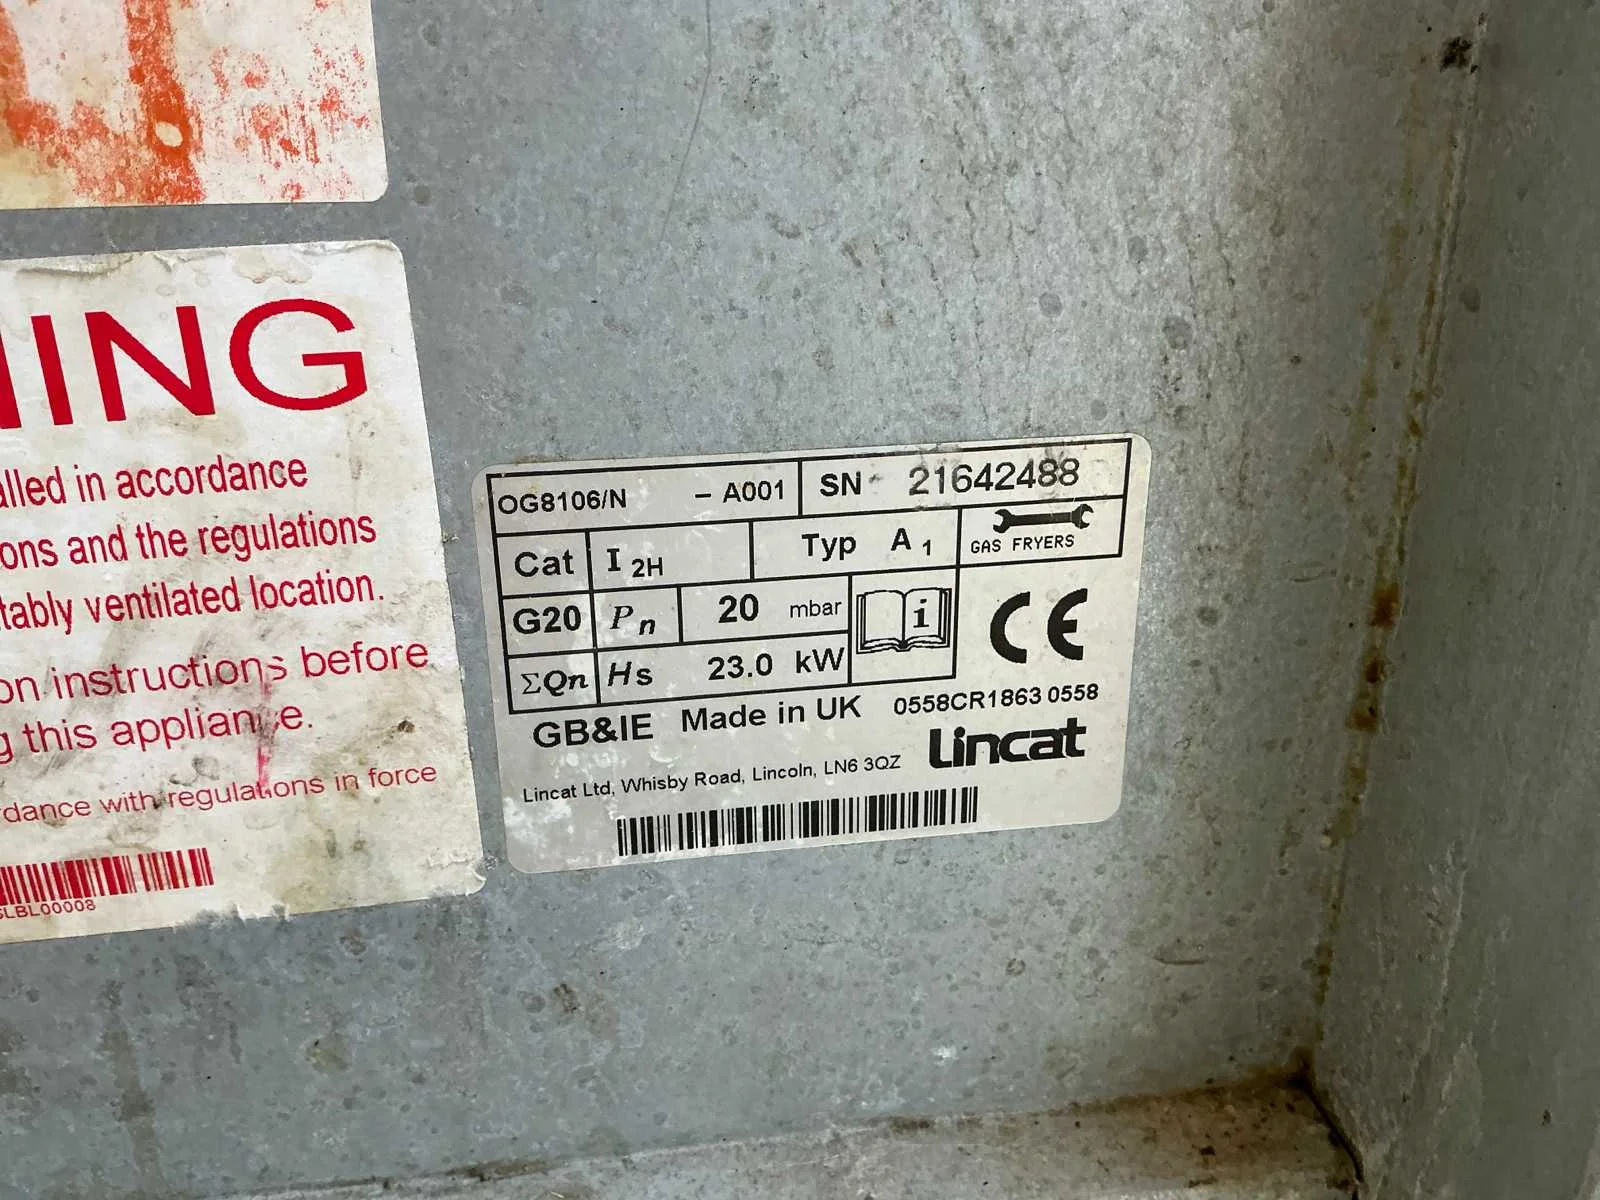 NING
alled in accordance
ons and the regulations
tably ventilated location.
on instructions before
g this appliance.
rdance with regulations in force
LBL00008
OG8106/N - A001 SN 21642488
Cat I 2H Typ A 1 GAS FRYERS
G20 Pn 20 mbar i CE
ΣQn Hs 23.0 kW
GB&IE Made in UK 0558CR1863 0558
Lincat Ltd, Whisby Road, Lincoln, LN6 3QZ Lincat